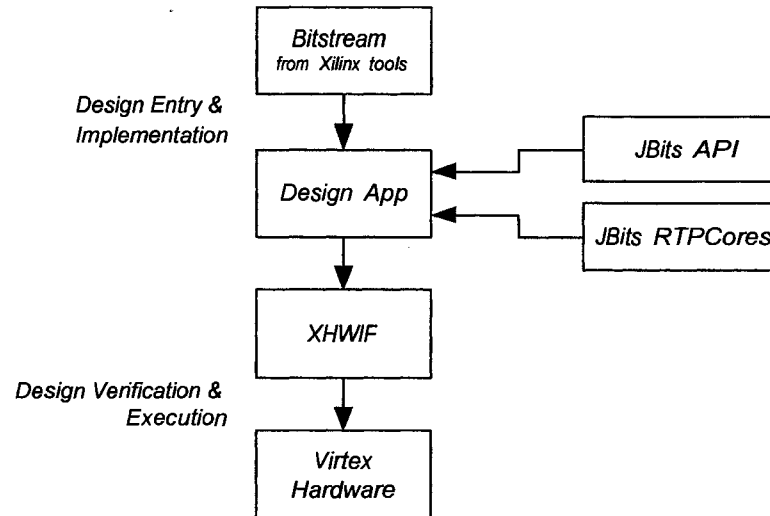 Bitstream
from Xilinx tools
Design Entry &
Implementation
JBits API
Design App
JBits RTPCores
XHWIF
Design Verification &
Execution
Virtex
Hardware